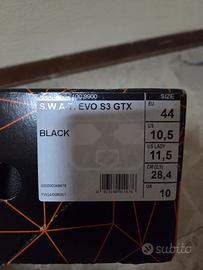 S.W.A.T. EVO S3 GTX
BLACK
SIZE
EU
44
US
10,5
US LADY
11,5
CM (J.S)
28,4
UK
10
subito